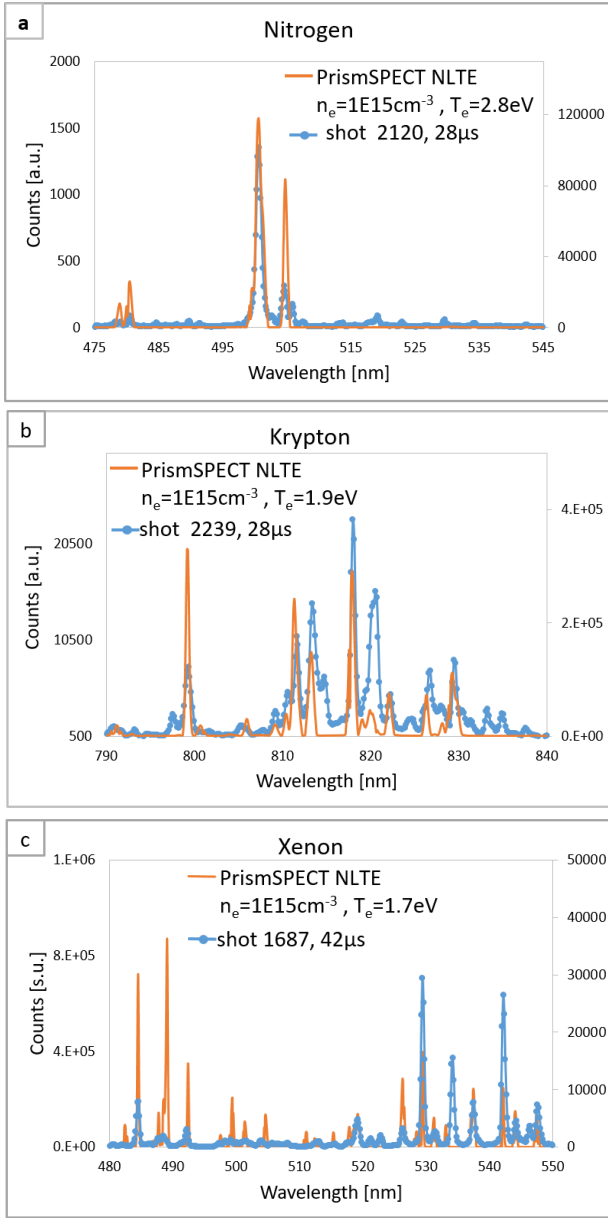 a
Nitrogen
2000
1500
1000
500
0
Counts [a.u.]
PrismSPECT NLTE
nₑ=1E15cm⁻³ , Tₑ=2.8eV
shot 2120, 28µs
120000
80000
40000
0
475 485 495 505 515 525 535 545
Wavelength [nm]
b
Krypton
20500
10500
500
Counts [a.u.]
PrismSPECT NLTE
nₑ=1E15cm⁻³ , Tₑ=1.9eV
shot 2239, 28µs
4.E+05
2.E+05
0.E+00
790 800 810 820 830 840
Wavelength [nm]
c
Xenon
1.E+06
8.E+05
4.E+05
0.E+00
Counts [s.u.]
PrismSPECT NLTE
nₑ=1E15cm⁻³ , Tₑ=1.7eV
shot 1687, 42µs
50000
40000
30000
20000
10000
0
480 490 500 510 520 530 540 550
Wavelength [nm]